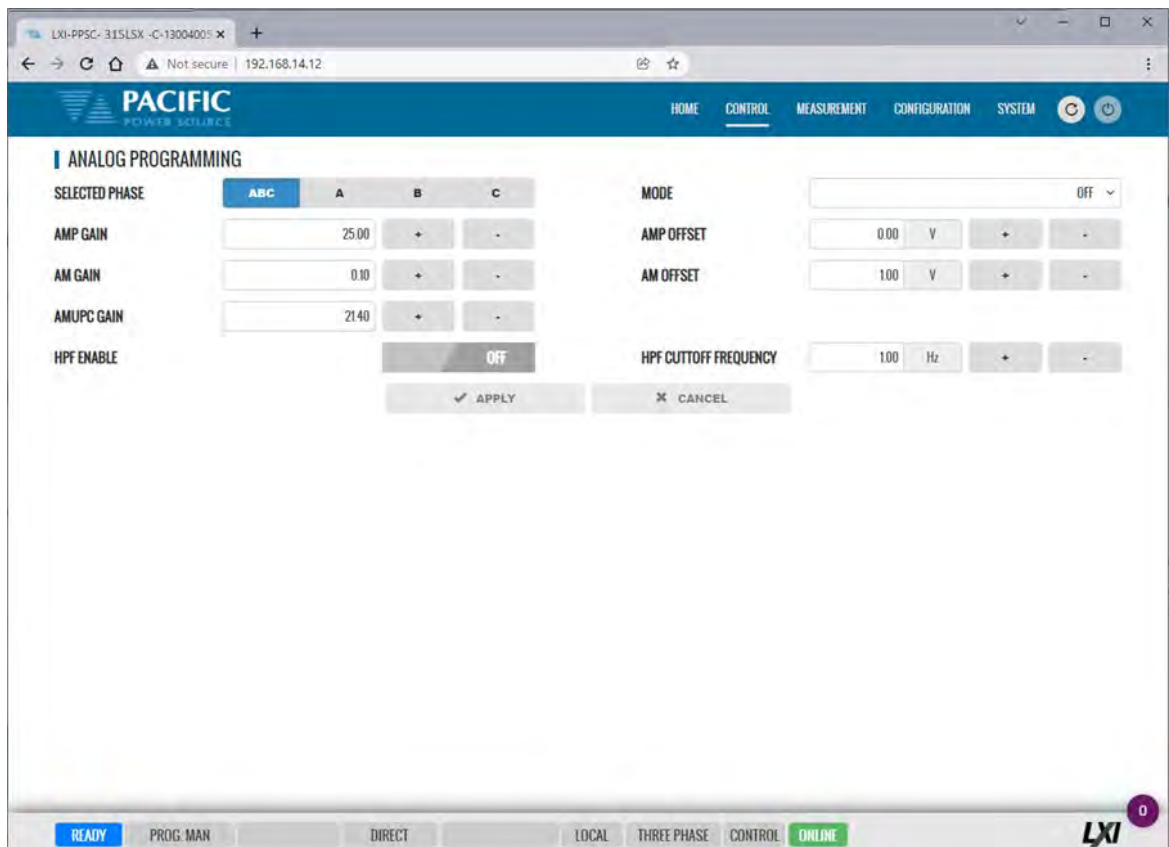 LXI-PPSC- 315LSX -C-13004005
Not secure | 192.168.14.12
PACIFIC
POWER SOURCE
HOME CONTROL MEASUREMENT CONFIGURATION SYSTEM
ANALOG PROGRAMMING
SELECTED PHASE ABC A B C MODE OFF
AMP GAIN 25.00 + - AMP OFFSET 0.00 V + -
AM GAIN 0.10 + - AM OFFSET 1.00 V + -
AMUPC GAIN 21.40 + -
HPF ENABLE OFF HPF CUTTOFF FREQUENCY 1.00 Hz + -
APPLY CANCEL
0
READY PROG. MAN DIRECT LOCAL THREE PHASE CONTROL ONLINE LXI